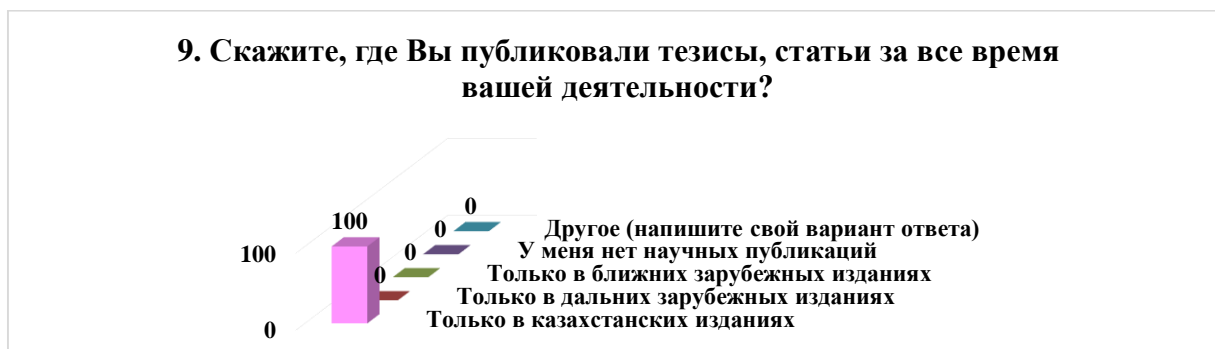 9. Скажите, где Вы публиковали тезисы, статьи за все время
вашей деятельности?
0
100
0
100
0
0
0
Другое (напишите свой вариант ответа)
У меня нет научных публикаций
Только в ближних зарубежных изданиях
Только в дальних зарубежных изданиях
Только в казахстанских изданиях